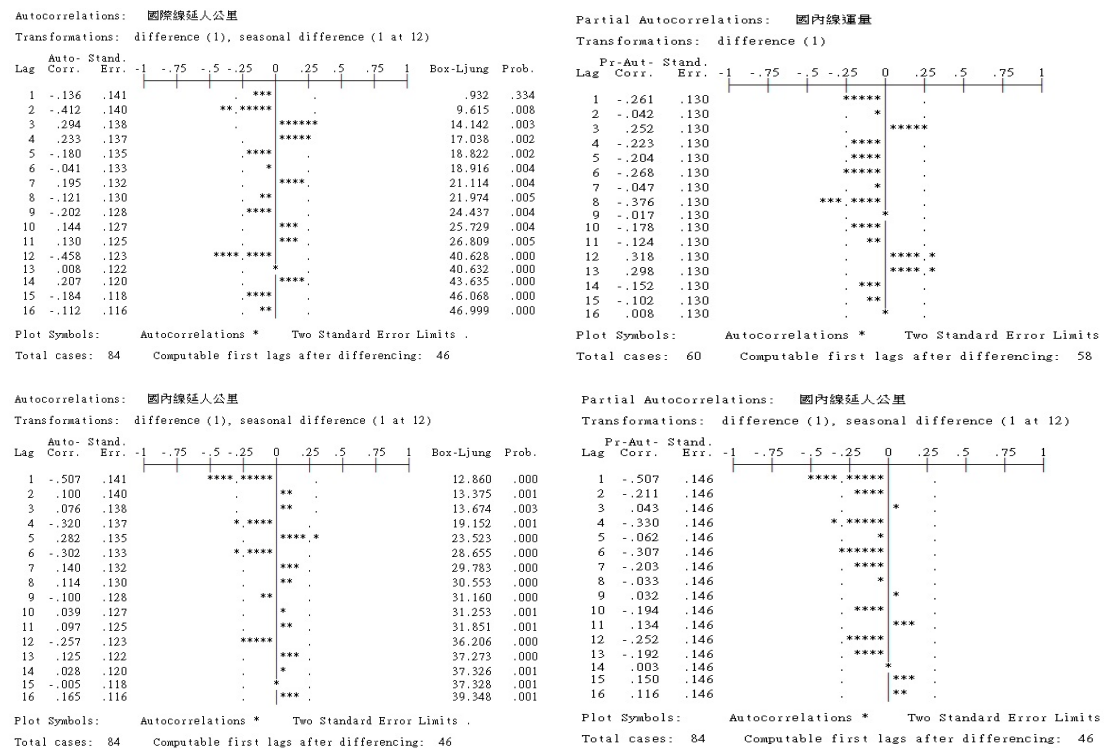 Autocorrelations: 國際線延人公里
Transformations: difference (1), seasonal difference (1 at 12)
Auto- Stand.
Lag Corr. Err. -1 -.75 -.5 -.25 0 .25 .5 .75 1 Box-Ljung Prob.
1 -.136 .141 *** .932 .334
2 -.412 .140 **.***** 9.615 .008
3 .294 .138 ****** 14.142 .003
4 .233 .137 ***** 17.038 .002
5 -.180 .135 **** 18.822 .002
6 -.041 .133 * 18.916 .004
7 .195 .132 **** 21.114 .004
8 -.121 .130 ** 21.974 .005
9 -.202 .128 **** 24.437 .004
10 .144 .127 *** 25.729 .004
11 .130 .125 *** 26.809 .005
12 -.458 .123 ****.**** 40.628 .000
13 .008 .122 * 40.632 .000
14 .207 .120 **** 43.635 .000
15 -.184 .118 **** 46.068 .000
16 -.112 .116 ** 46.999 .000
Plot Symbols: Autocorrelations * Two Standard Error Limits .
Total cases: 84 Computable first lags after differencing: 46
Partial Autocorrelations: 國內線運量
Transformations: difference (1)
Pr-Aut- Stand.
Lag Corr. Err. -1 -.75 -.5 -.25 0 .25 .5 .75 1
1 -.261 .130 *****
2 -.042 .130 *
3 .252 .130 *****
4 -.223 .130 ****
5 -.204 .130 ****
6 -.268 .130 *****
7 -.047 .130 *
8 -.376 .130 ***.****
9 -.017 .130 *
10 -.178 .130 ****
11 -.124 .130 **
12 .318 .130 ****.*
13 .298 .130 ****.*
14 -.152 .130 ***
15 -.102 .130 **
16 .008 .130 *
Plot Symbols: Autocorrelations * Two Standard Error Limits
Total cases: 60 Computable first lags after differencing: 58
Autocorrelations: 國內線延人公里
Transformations: difference (1), seasonal difference (1 at 12)
Auto- Stand.
Lag Corr. Err. -1 -.75 -.5 -.25 0 .25 .5 .75 1 Box-Ljung Prob.
1 -.507 .141 ****.***** 12.860 .000
2 .100 .140 ** 13.375 .001
3 .076 .138 ** 13.674 .003
4 -.320 .137 *.**** 19.152 .001
5 .282 .135 ****.* 23.523 .000
6 -.302 .133 *.**** 28.655 .000
7 .140 .132 *** 29.783 .000
8 .114 .130 ** 30.553 .000
9 -.100 .128 ** 31.160 .000
10 .039 .127 * 31.253 .001
11 .097 .125 ** 31.851 .001
12 -.257 .123 ***** 36.206 .000
13 .125 .122 *** 37.273 .000
14 .028 .120 * 37.326 .001
15 -.005 .118 * 37.328 .001
16 .165 .116 *** 39.348 .001
Plot Symbols: Autocorrelations * Two Standard Error Limits .
Total cases: 84 Computable first lags after differencing: 46
Partial Autocorrelations: 國內線延人公里
Transformations: difference (1), seasonal difference (1 at 12)
Pr-Aut- Stand.
Lag Corr. Err. -1 -.75 -.5 -.25 0 .25 .5 .75 1
1 -.507 .146 ****.*****
2 -.211 .146 ****
3 .043 .146 *
4 -.330 .146 *.*****
5 -.062 .146 *
6 -.307 .146 ******
7 -.203 .146 ****
8 -.033 .146 *
9 .032 .146 *
10 -.194 .146 ****
11 .134 .146 ***
12 -.252 .146 *****
13 -.192 .146 ****
14 .003 .146 *
15 .150 .146 ***
16 .116 .146 **
Plot Symbols: Autocorrelations * Two Standard Error Limits
Total cases: 84 Computable first lags after differencing: 46